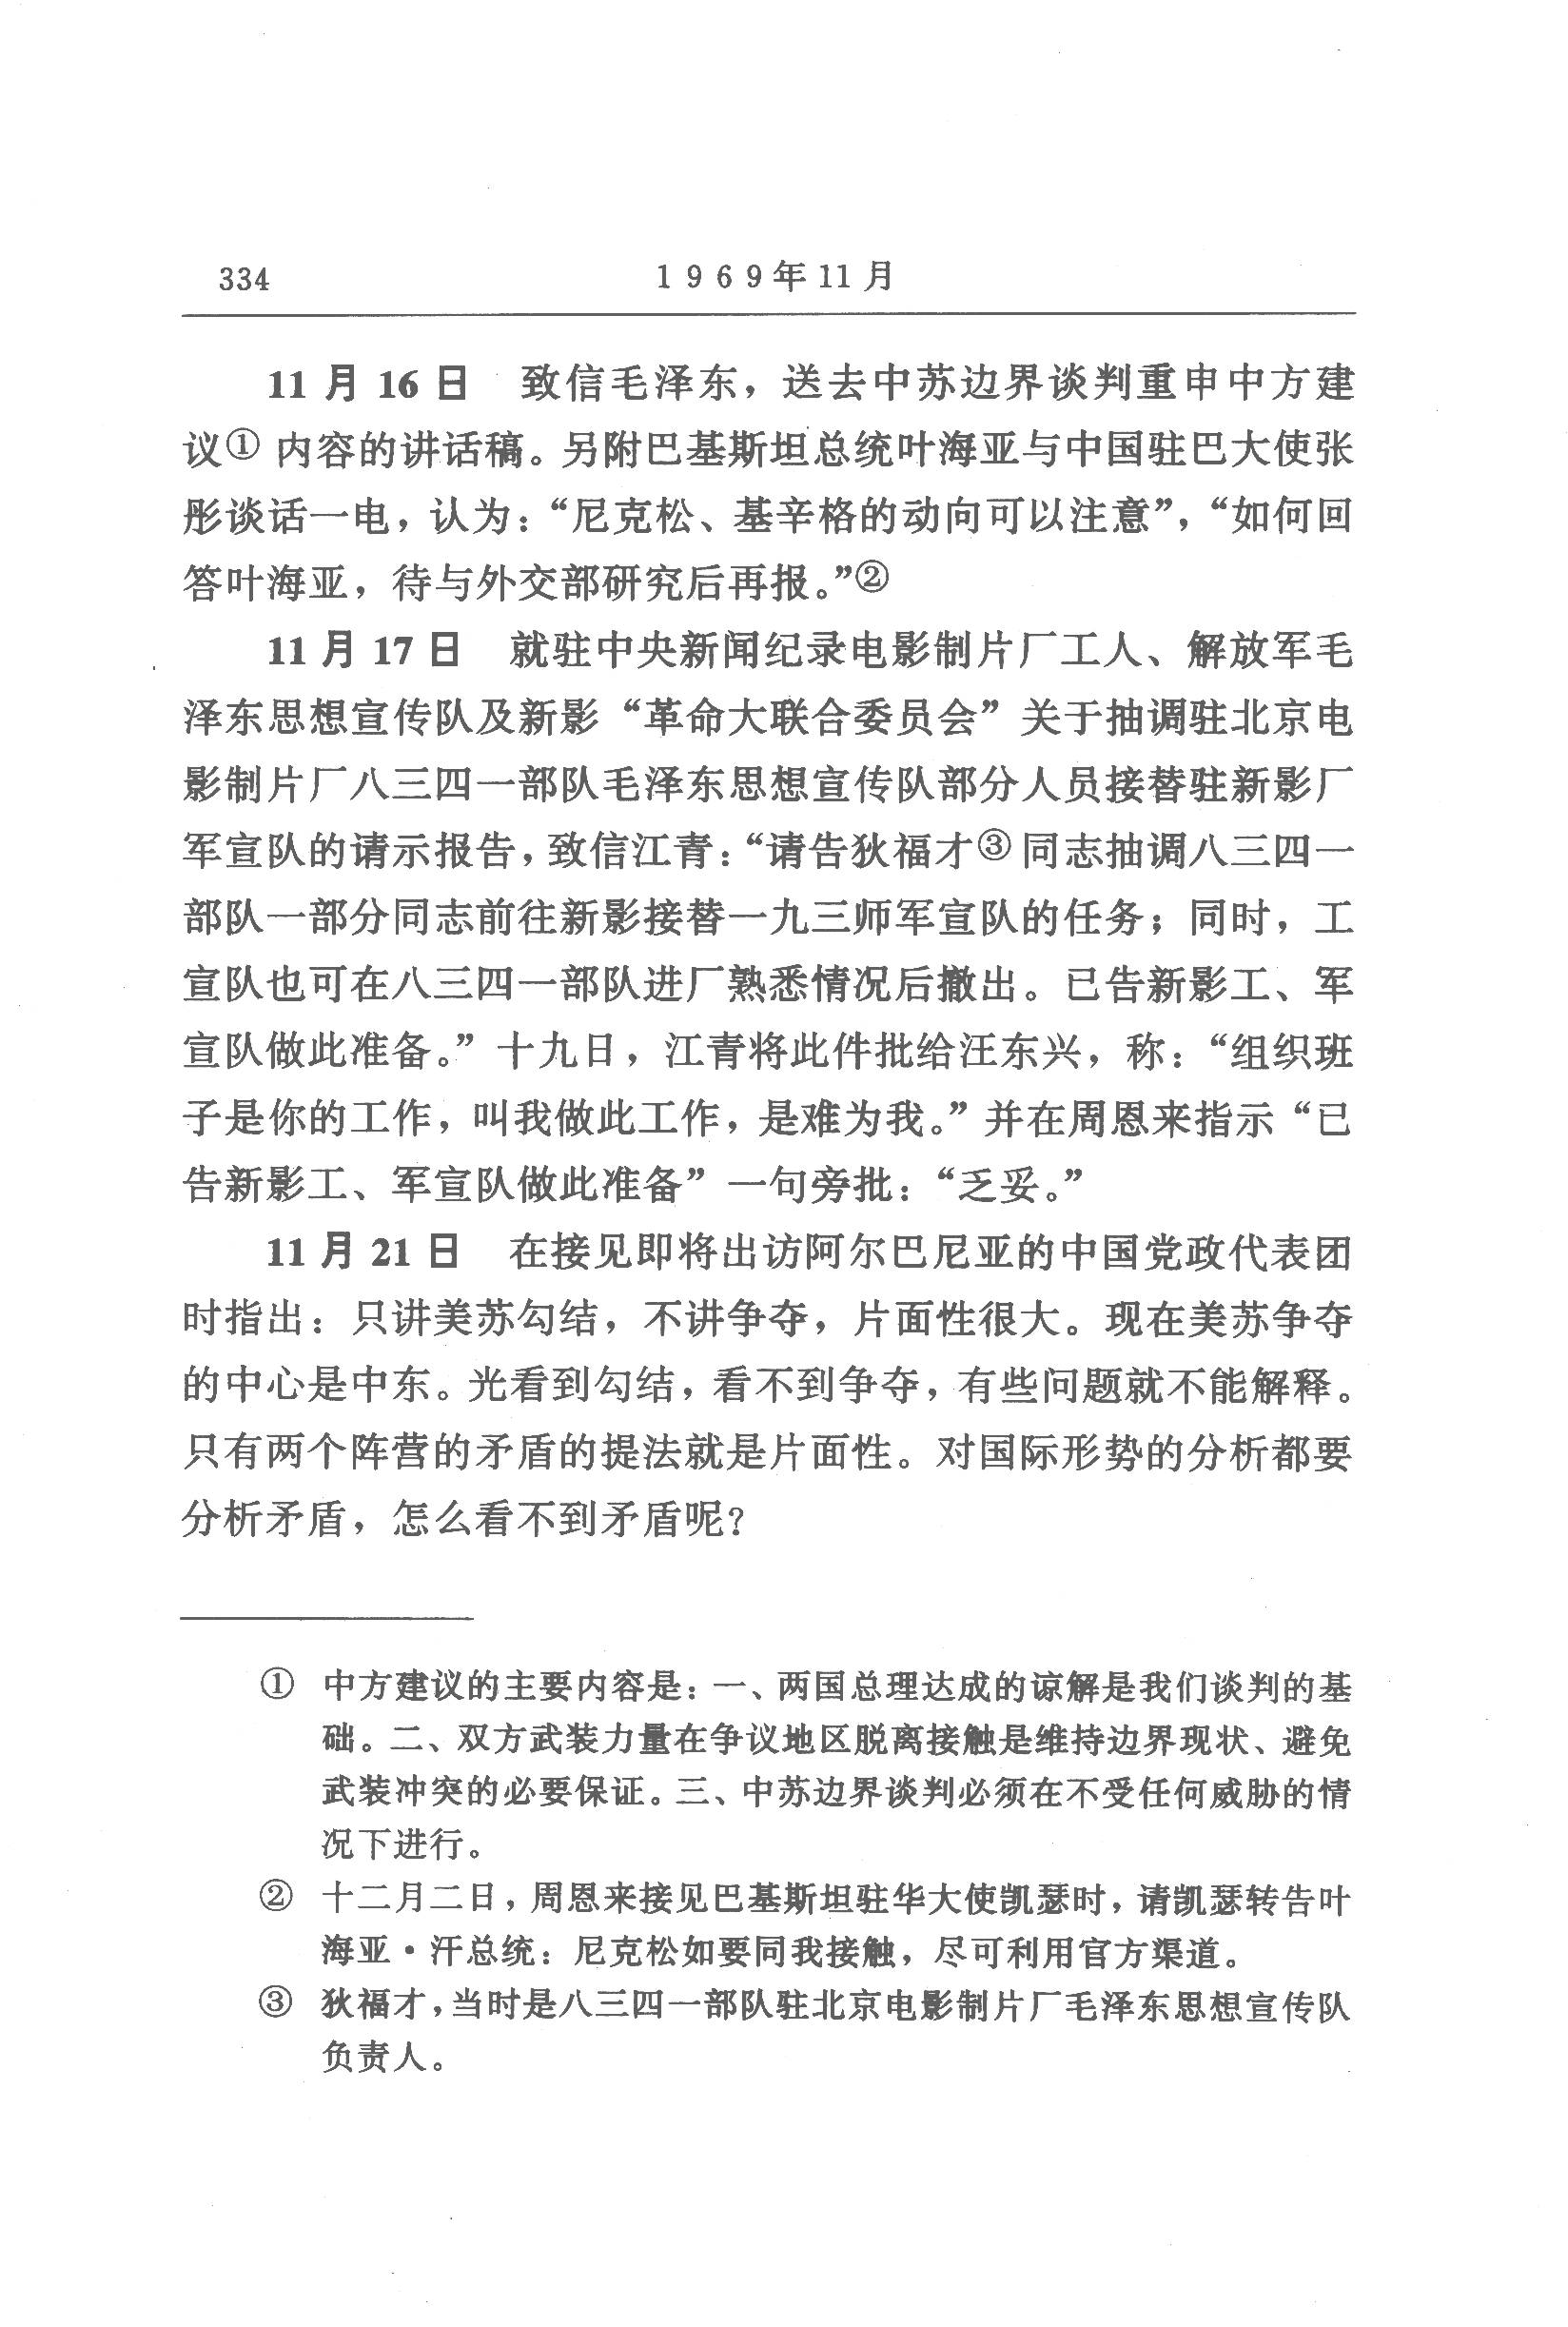 334
1969年11月
11月16日 致信毛泽东，送去中苏边界谈判重申中方建
议① 内容的讲话稿。另附巴基斯坦总统叶海亚与中国驻巴大使张
彤谈话一电，认为：“尼克松、基辛格的动向可以注意”，“如何回
答叶海亚，待与外交部研究后再报。”②
11月17日 就驻中央新闻纪录电影制片厂工人、解放军毛
泽东思想宣传队及新影“革命大联合委员会”关于抽调驻北京电
影制片厂八三四一部队毛泽东思想宣传队部分人员接替驻新影厂
军宣队的请示报告，致信江青：“请告狄福才③同志抽调八三四一
部队一部分同志前往新影接替一九三师军宣队的任务；同时，工
宣队也可在八三四一部队进厂熟悉情况后撤出。已告新影工、军
宣队做此准备。”十九日，江青将此件批给汪东兴，称：“组织班
子是你的工作，叫我做此工作，是难为我。”并在周恩来指示“已
告新影工、军宣队做此准备”一句旁批：“乏妥。”
11月21日 在接见即将出访阿尔巴尼亚的中国党政代表团
时指出：只讲美苏勾结，不讲争夺，片面性很大。现在美苏争夺
的中心是中东。光看到勾结，看不到争夺，有些问题就不能解释。
只有两个阵营的矛盾的提法就是片面性。对国际形势的分析都要
分析矛盾，怎么看不到矛盾呢？
① 中方建议的主要内容是：一、两国总理达成的谅解是我们谈判的基
础。二、双方武装力量在争议地区脱离接触是维持边界现状、避免
武装冲突的必要保证。三、中苏边界谈判必须在不受任何威胁的情
况下进行。
② 十二月二日，周恩来接见巴基斯坦驻华大使凯瑟时，请凯瑟转告叶
海亚·汗总统：尼克松如要同我接触，尽可利用官方渠道。
③ 狄福才，当时是八三四一部队驻北京电影制片厂毛泽东思想宣传队
负责人。